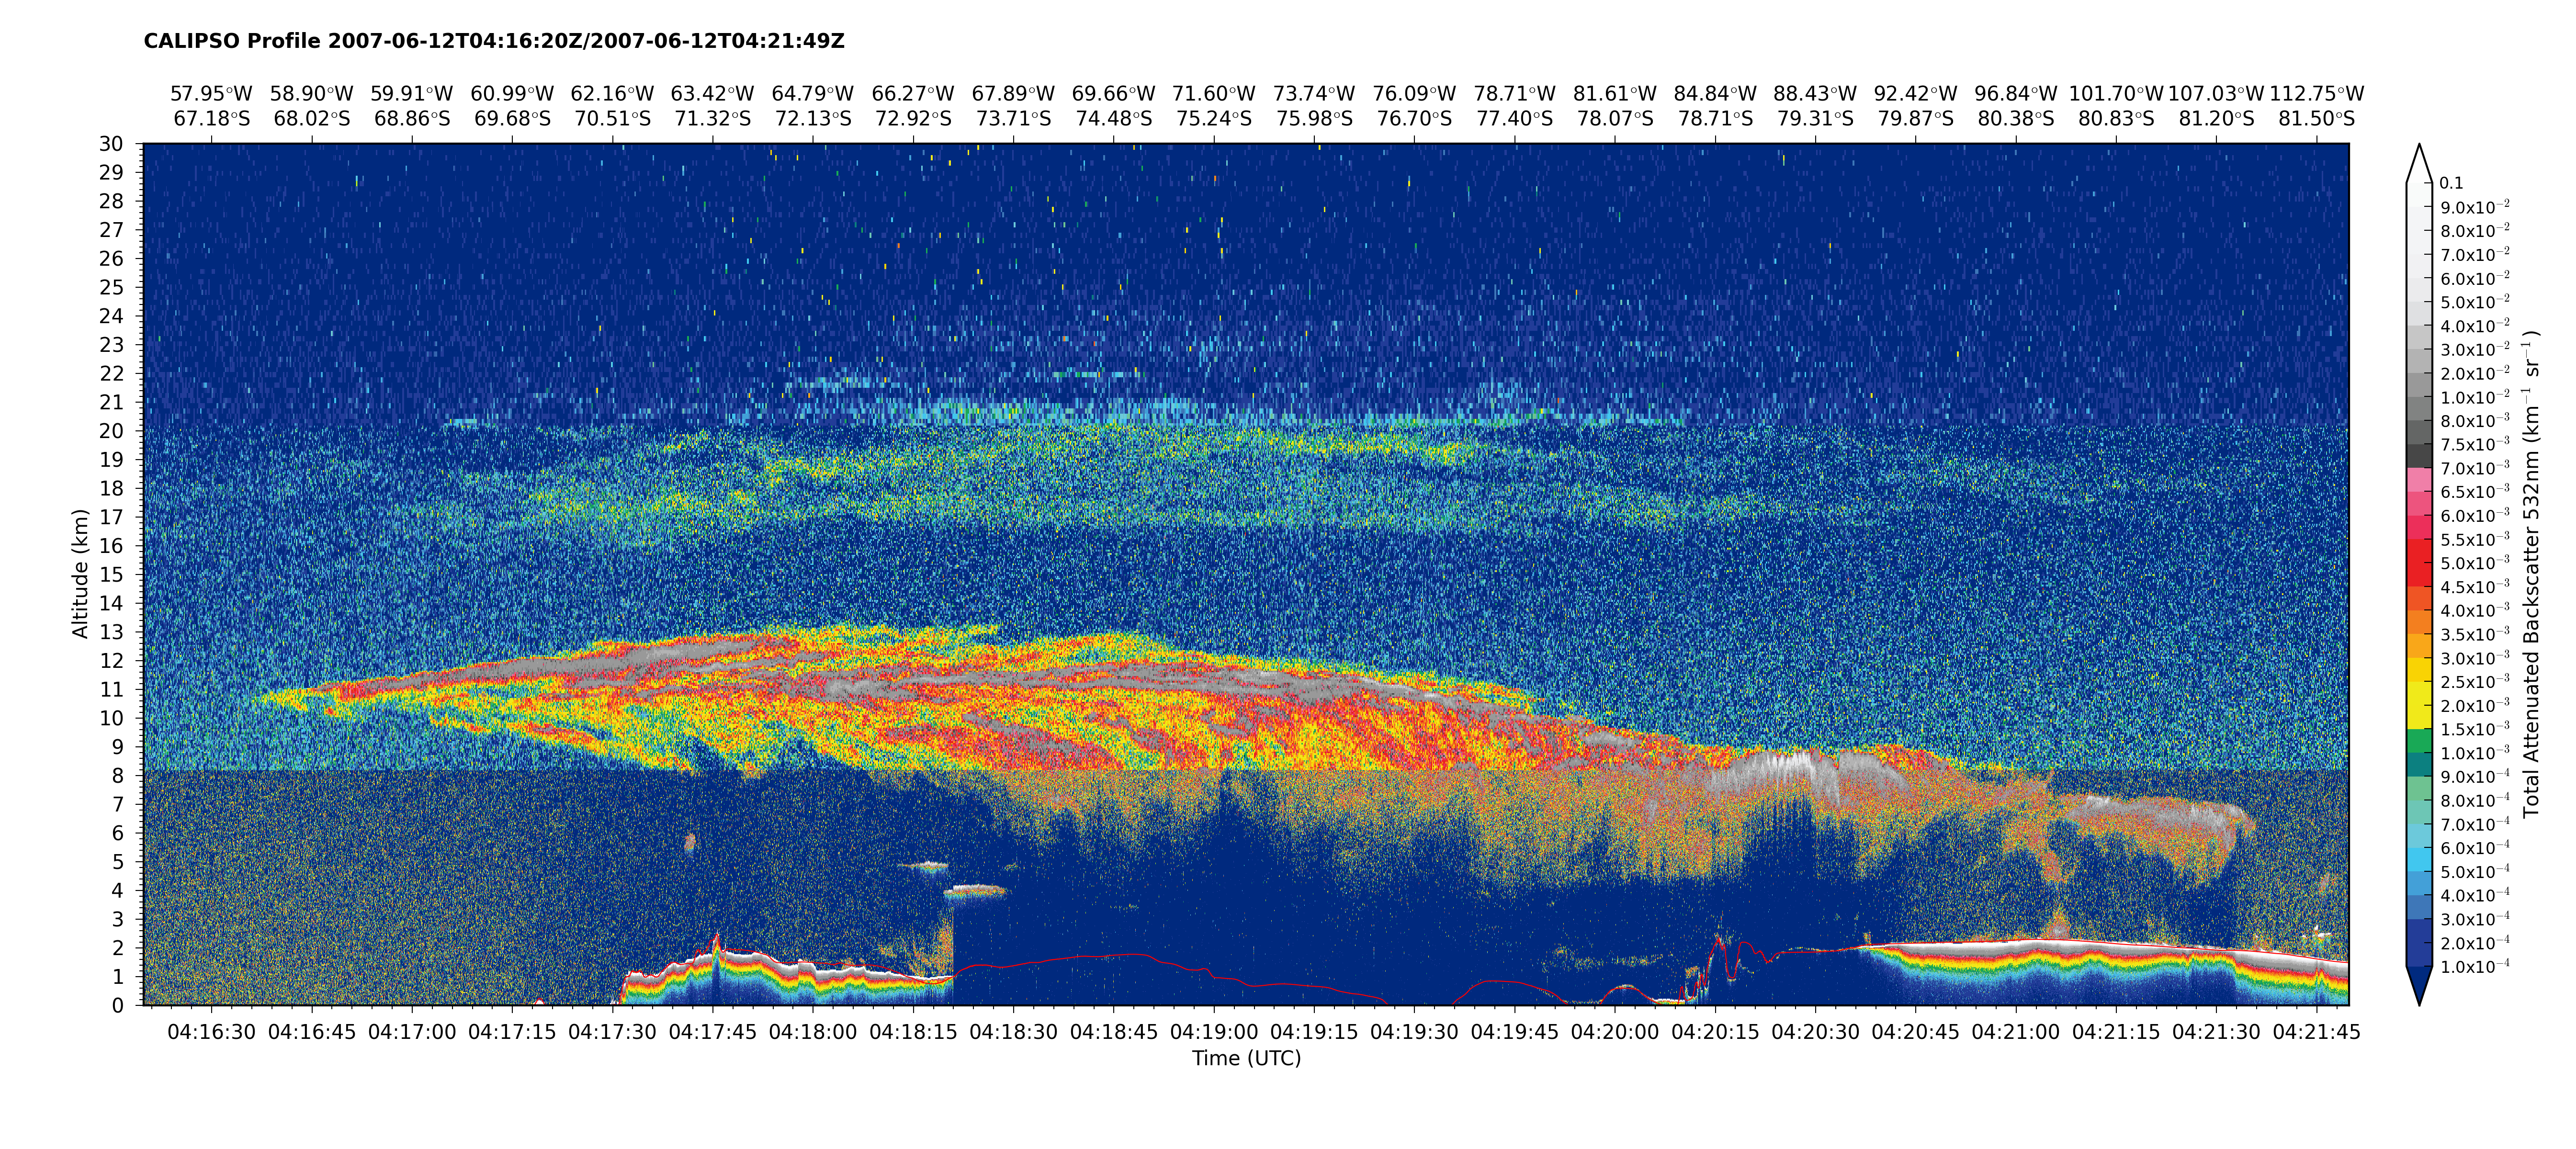 CALIPSO Profile 2007-06-12T04:16:20Z/2007-06-12T04:21:49Z
57.95°W 58.90°W 59.91°W 60.99°W 62.16°W 63.42°W 64.79°W 66.27°W 67.89°W 69.66°W 71.60°W 73.74°W 76.09°W 78.71°W 81.61°W 84.84°W 88.43°W 92.42°W 96.84°W 101.70°W 107.03°W 112.75°W
67.18°S 68.02°S 68.86°S 69.68°S 70.51°S 71.32°S 72.13°S 72.92°S 73.71°S 74.48°S 75.24°S 75.98°S 76.70°S 77.40°S 78.07°S 78.71°S 79.31°S 79.87°S 80.38°S 80.83°S 81.20°S 81.50°S
30
29
28
27
26
25
24
23
22
21
20
19
18
17
16
15
14
13
12
11
10
9
8
7
6
5
4
3
2
1
0
Altitude (km)
04:16:30 04:16:45 04:17:00 04:17:15 04:17:30 04:17:45 04:18:00 04:18:15 04:18:30 04:18:45 04:19:00 04:19:15 04:19:30 04:19:45 04:20:00 04:20:15 04:20:30 04:20:45 04:21:00 04:21:15 04:21:30 04:21:45
Time (UTC)
0.1
9.0x10⁻²
8.0x10⁻²
7.0x10⁻²
6.0x10⁻²
5.0x10⁻²
4.0x10⁻²
3.0x10⁻²
2.0x10⁻²
1.0x10⁻²
8.0x10⁻³
7.5x10⁻³
7.0x10⁻³
6.5x10⁻³
6.0x10⁻³
5.5x10⁻³
5.0x10⁻³
4.5x10⁻³
4.0x10⁻³
3.5x10⁻³
3.0x10⁻³
2.5x10⁻³
2.0x10⁻³
1.5x10⁻³
1.0x10⁻³
9.0x10⁻⁴
8.0x10⁻⁴
7.0x10⁻⁴
6.0x10⁻⁴
5.0x10⁻⁴
4.0x10⁻⁴
3.0x10⁻⁴
2.0x10⁻⁴
1.0x10⁻⁴
Total Attenuated Backscatter 532nm (km⁻¹ sr⁻¹ )